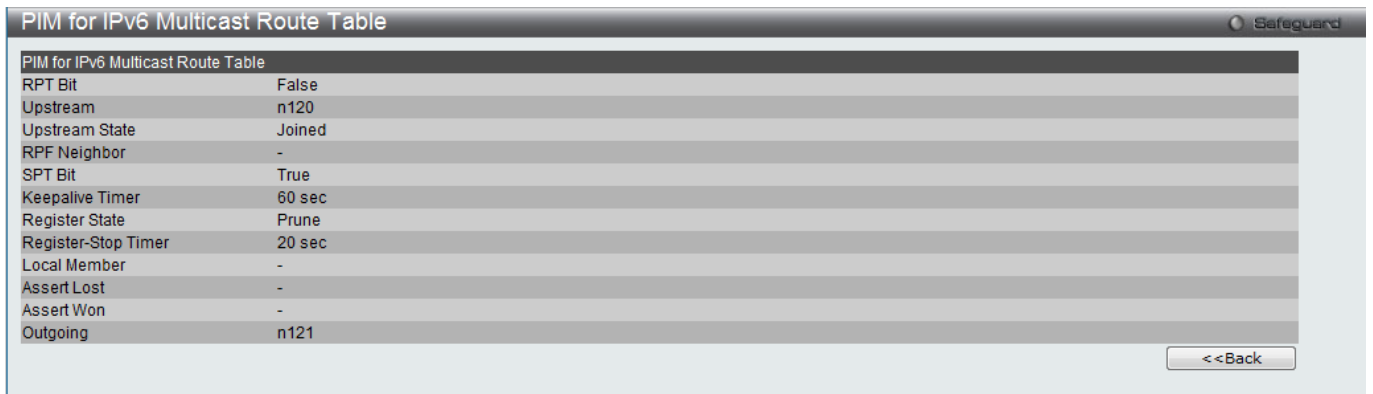 PIM for IPv6 Multicast Route Table
Safeguard
PIM for IPv6 Multicast Route Table
RPT Bit False
Upstream n120
Upstream State Joined
RPF Neighbor -
SPT Bit True
Keepalive Timer 60 sec
Register State Prune
Register-Stop Timer 20 sec
Local Member -
Assert Lost -
Assert Won -
Outgoing n121
<<Back